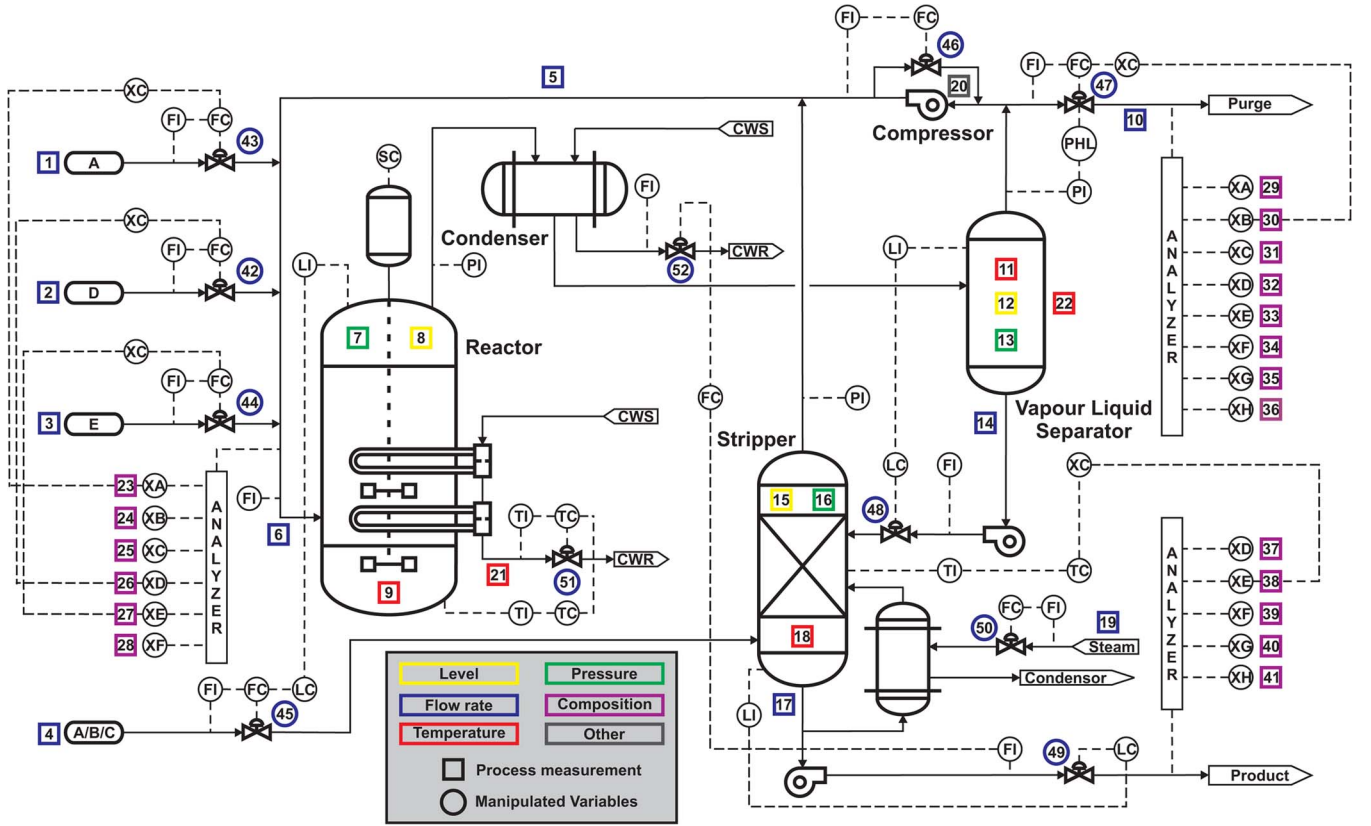 FI FC
46
5 FI FC XC
XC 20 47
FI FC Compressor 10 Purge
43 CWS
1 A SC PHL
FI PI
XC Condenser XA 29
FI FC CWR XB 30
42 LI PI 52 LI XC 31
2 D 11 XD 32
12 22 XE 33
7 8 Reactor 13 XF 34
XC XG 35
FI FC FC PI XH 36
44 ANALYZER
3 E CWS 14 Vapour Liquid
Separator
Stripper
LC FI XC
23 XA FI 15 16
24 XB 48
25 XC 6 TI TC XD 37
26 XD CWR TI TC XE 38
27 XE 21 51 XF 39
28 XF 9 TI TC XG 40
ANALYZER XH 41
ANALYZER
FC FI 19
50 Steam
18
Condensor
FI FC LC
45 17 LI
4 A/B/C
FI 49 LC
Product
Level Pressure
Flow rate Composition
Temperature Other
Process measurement
Manipulated Variables